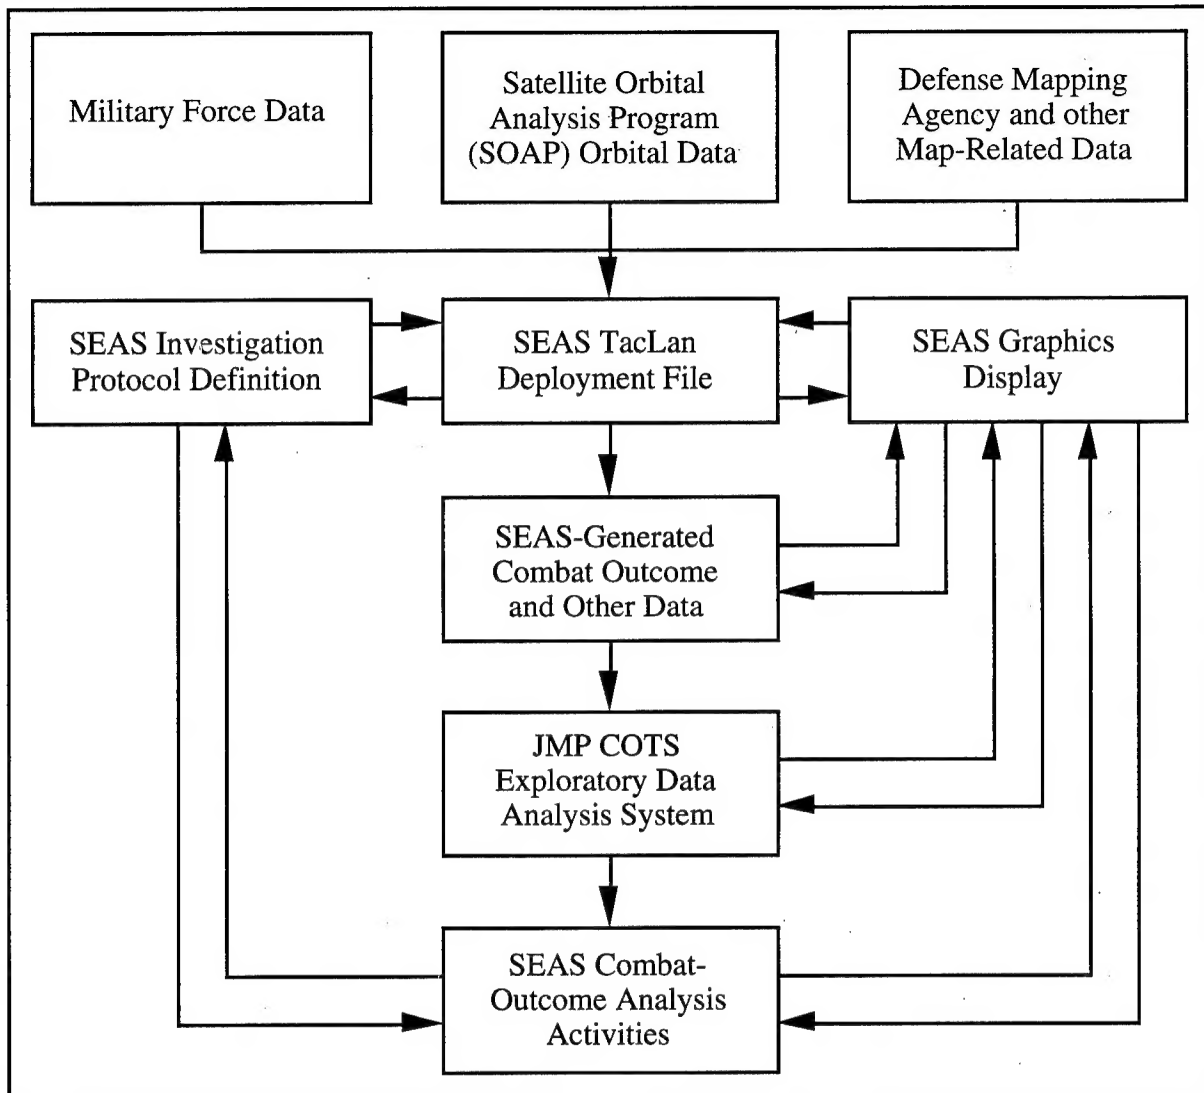 Military Force Data
Satellite Orbital
Analysis Program
(SOAP) Orbital Data
Defense Mapping
Agency and other
Map-Related Data
SEAS Investigation
Protocol Definition
SEAS TacLan
Deployment File
SEAS Graphics
Display
SEAS-Generated
Combat Outcome
and Other Data
JMP COTS
Exploratory Data
Analysis System
SEAS Combat-
Outcome Analysis
Activities